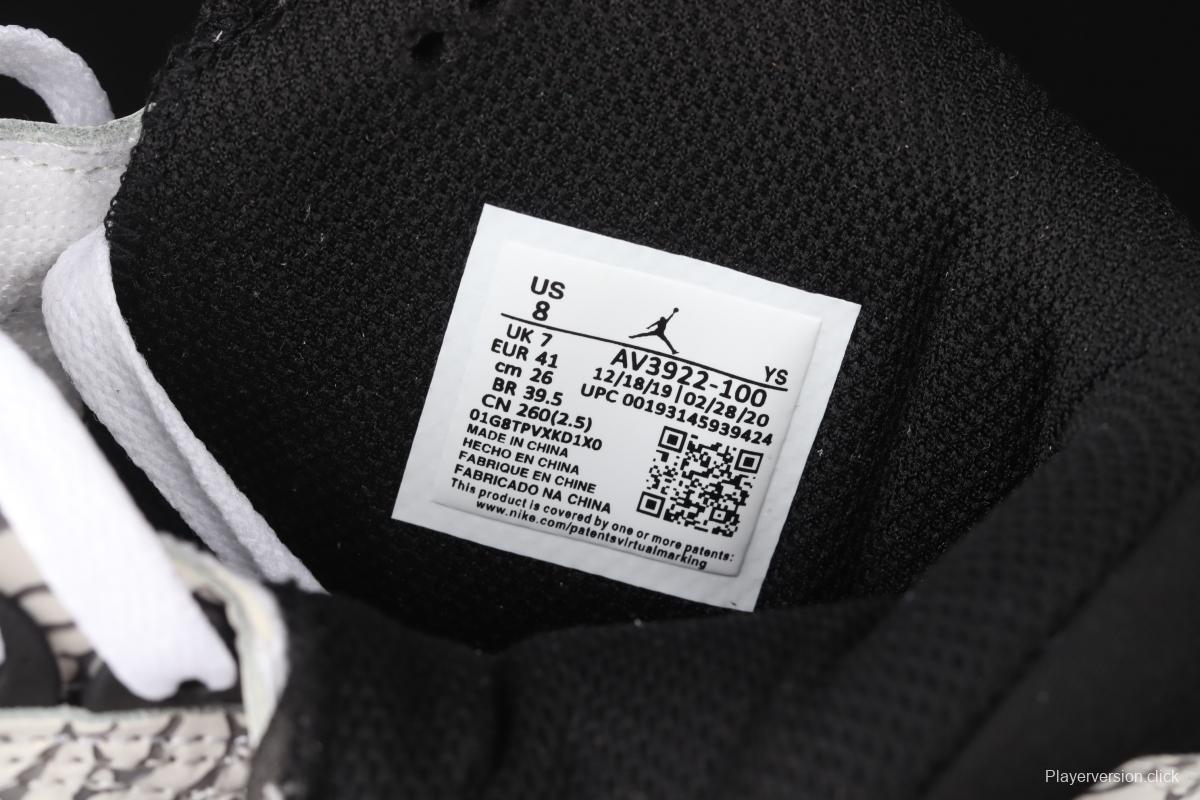 US
8
YS
UK 7
EUR 41
cm 26
BR 39.5
CN 260(2.5)
AV3922-100
12/18/19 | 02/28/20
UPC 00193145939424
01G8TPVXKD1X0
MADE IN CHINA
HECHO EN CHINA
FABRIQUE EN CHINE
FABRICADO NA CHINA
This product is covered by one or more patents:
www.nike.com/patentsvirtualmarking
Playerversion.click